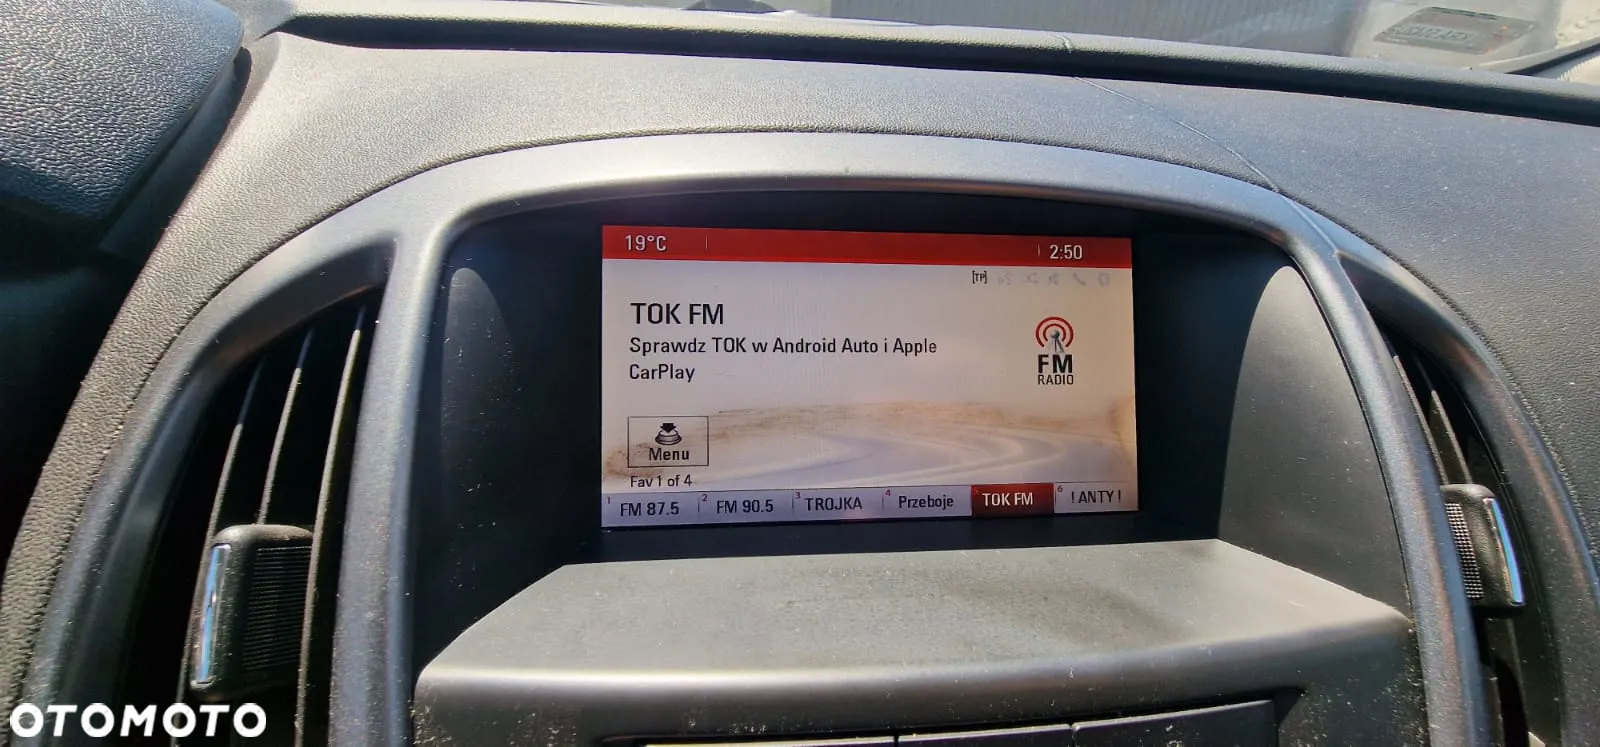 19°C
2:50
[TP]
TOK FM
Sprawdz TOK w Android Auto i Apple
CarPlay
FM
RADIO
Menu
Fav 1 of 4
1 FM 87.5 2 FM 90.5 3 TROJKA 4 Przeboje 5 TOK FM 6 ! ANTY !
OTOMOTO